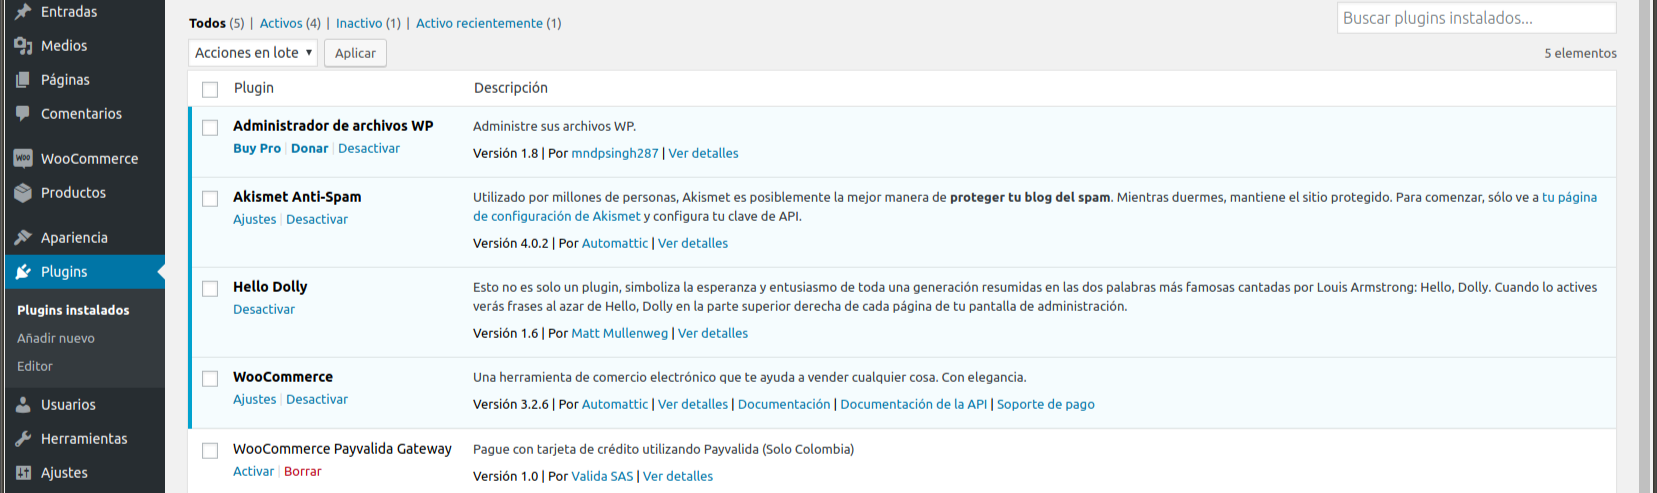 Entradas
Medios
Páginas
Comentarios
WOO WooCommerce
Productos
Apariencia
Plugins
Plugins instalados
Añadir nuevo
Editor
Usuarios
Herramientas
Ajustes
Todos (5) | Activos (4) | Inactivo (1) | Activo recientemente (1)
Buscar plugins instalados...
Acciones en lote ▾ Aplicar
5 elementos
Plugin Descripción
Administrador de archivos WP
Buy Pro | Donar | Desactivar
Administre sus archivos WP.
Versión 1.8 | Por mndpsingh287 | Ver detalles
Akismet Anti-Spam
Ajustes | Desactivar
Utilizado por millones de personas, Akismet es posiblemente la mejor manera de proteger tu blog del spam. Mientras duermes, mantiene el sitio protegido. Para comenzar, sólo ve a tu página
de configuración de Akismet y configura tu clave de API.
Versión 4.0.2 | Por Automattic | Ver detalles
Hello Dolly
Desactivar
Esto no es solo un plugin, simboliza la esperanza y entusiasmo de toda una generación resumidas en las dos palabras más famosas cantadas por Louis Armstrong: Hello, Dolly. Cuando lo actives
verás frases al azar de Hello, Dolly en la parte superior derecha de cada página de tu pantalla de administración.
Versión 1.6 | Por Matt Mullenweg | Ver detalles
WooCommerce
Ajustes | Desactivar
Una herramienta de comercio electrónico que te ayuda a vender cualquier cosa. Con elegancia.
Versión 3.2.6 | Por Automattic | Ver detalles | Documentación | Documentación de la API | Soporte de pago
WooCommerce Payvalida Gateway
Activar | Borrar
Pague con tarjeta de crédito utilizando Payvalida (Solo Colombia)
Versión 1.0 | Por Valida SAS | Ver detalles